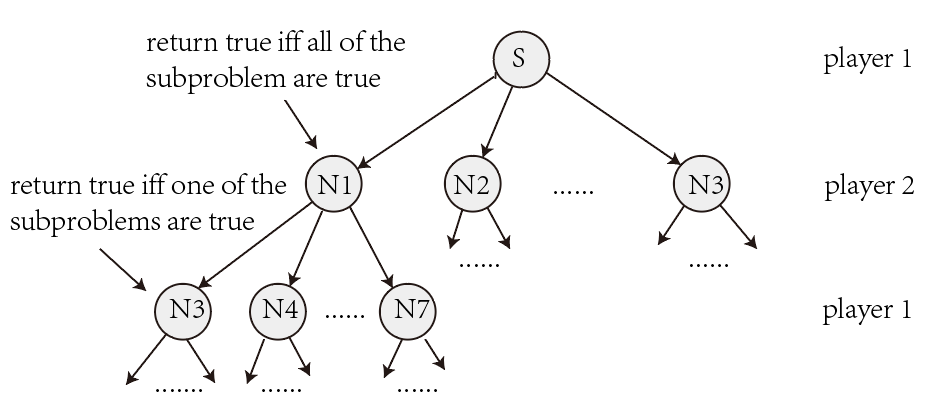 return true iff all of the
subproblem are true
S
player 1
return true iff one of the
subproblems are true
N1
N2
......
N3
player 2
......
......
N3
N4
......
N7
player 1
.......
......
......